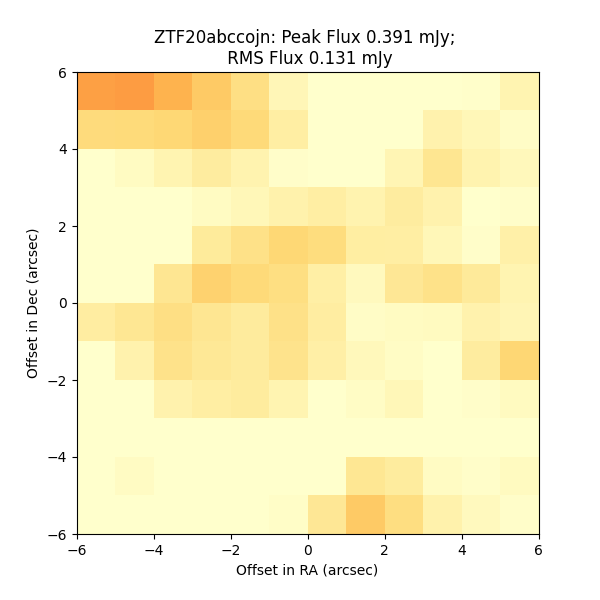 ZTF20abccojn: Peak Flux 0.391 mJy;
RMS Flux 0.131 mJy
6
4
2
0
−2
−4
−6
Offset in Dec (arcsec)
−6 −4 −2 0 2 4 6
Offset in RA (arcsec)